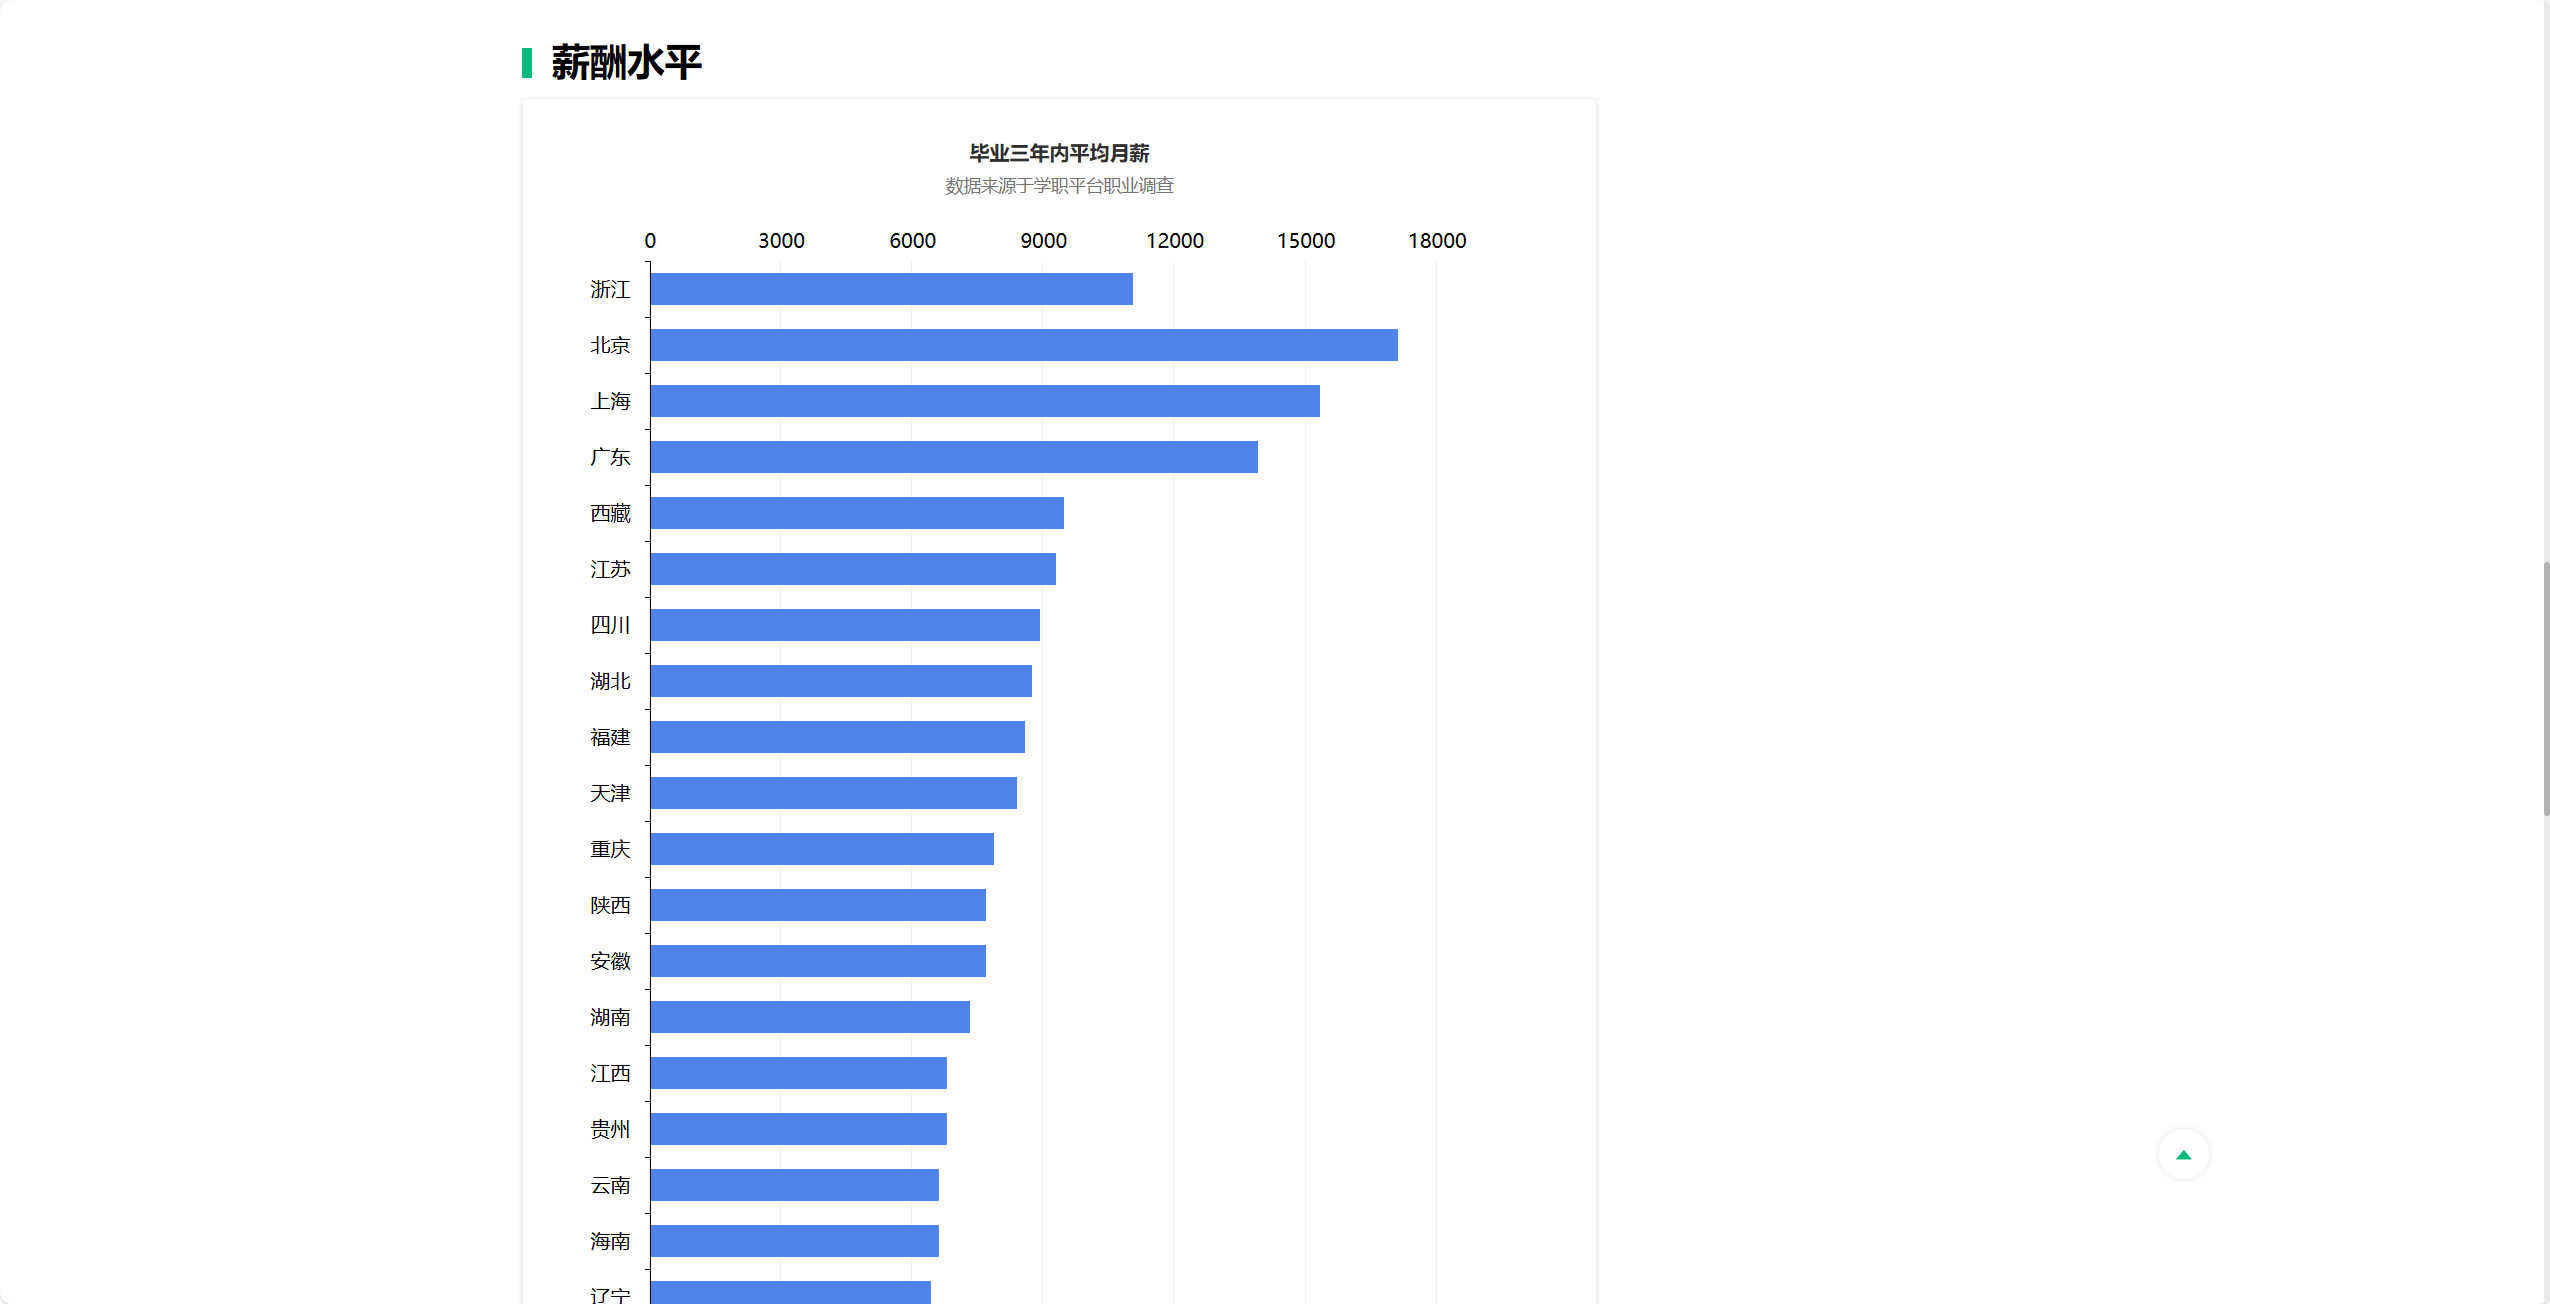 薪酬水平
毕业三年内平均月薪
数据来源于学职平台职业调查
0 3000 6000 9000 12000 15000 18000
浙江
北京
上海
广东
西藏
江苏
四川
湖北
福建
天津
重庆
陕西
安徽
湖南
江西
贵州
云南
海南
辽宁